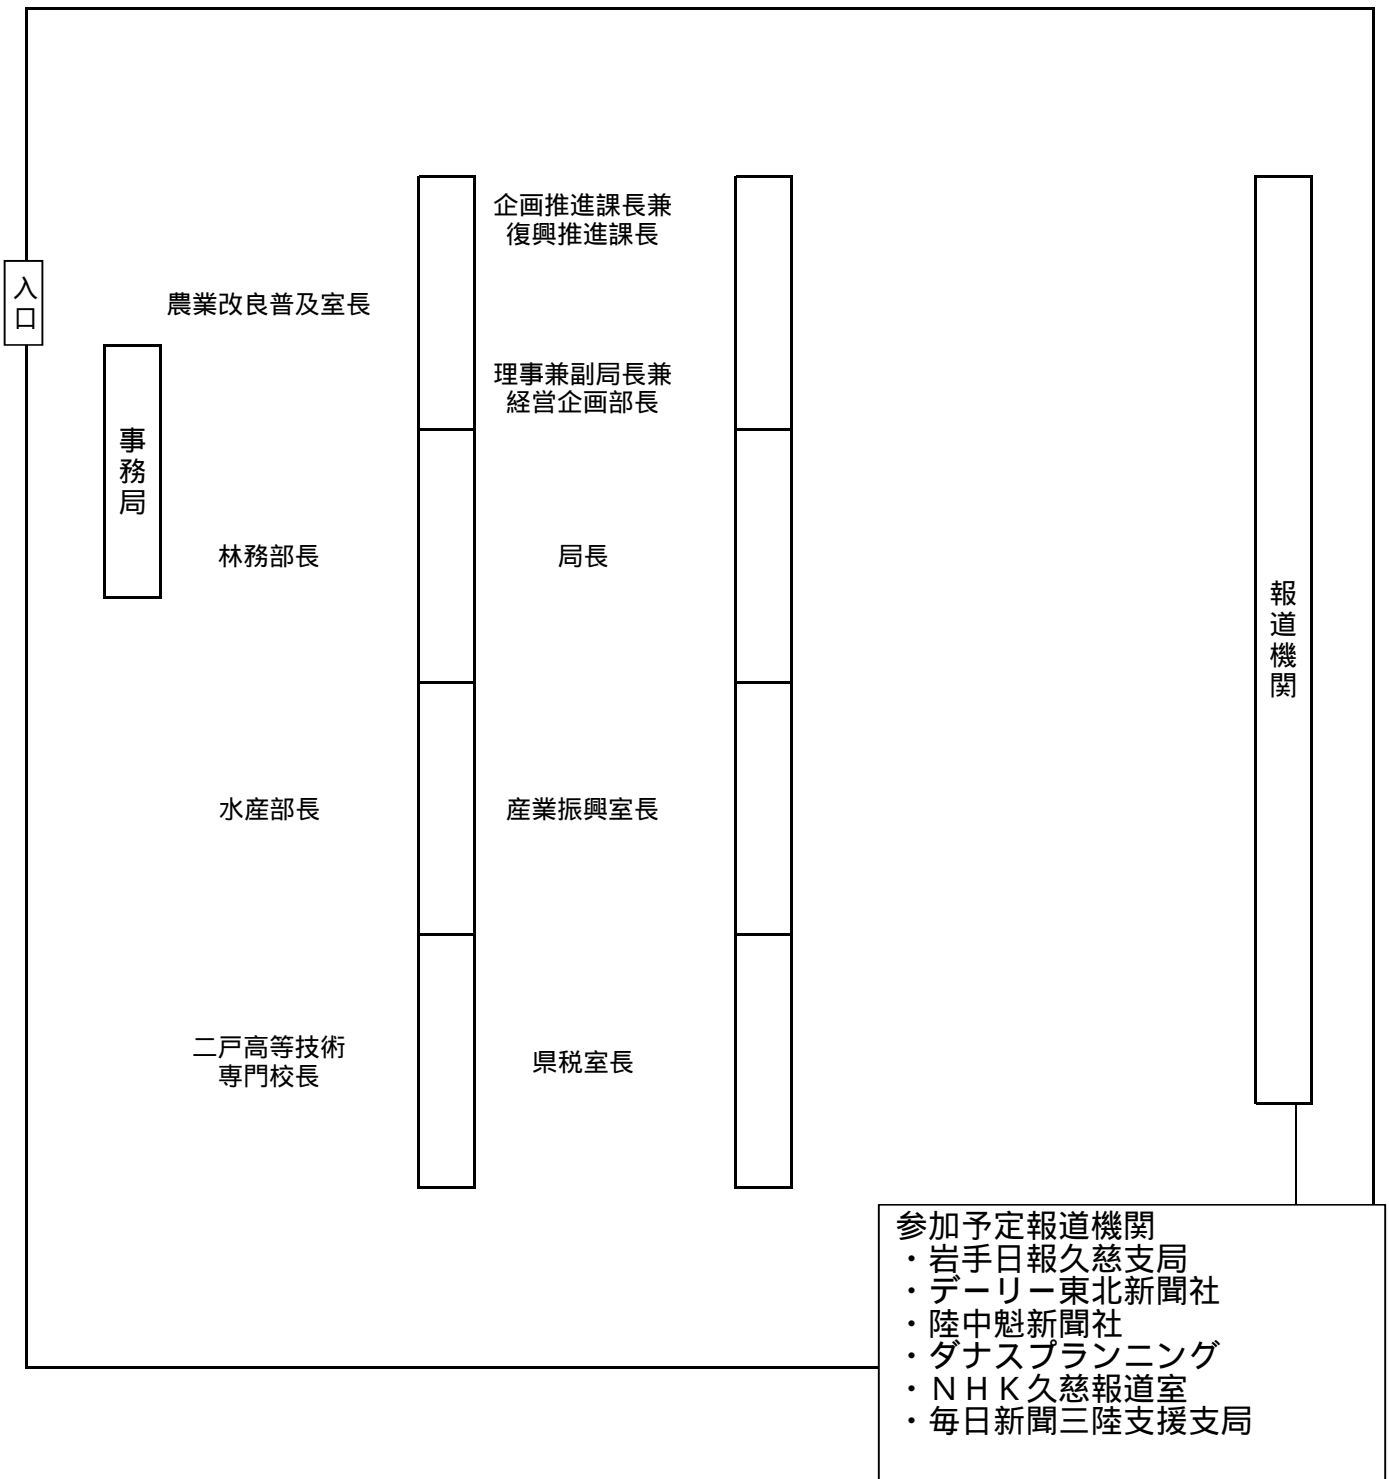 企画推進課長兼
復興推進課長
入口
農業改良普及室長
理事兼副局長兼
経営企画部長
事務局
林務部長
局長
報道機関
水産部長
産業振興室長
二戸高等技術
専門校長
県税室長
参加予定報道機関
・岩手日報久慈支局
・デーリー東北新聞社
・陸中魁新聞社
・ダナスプランニング
・ＮＨＫ久慈報道室
・毎日新聞三陸支援支局